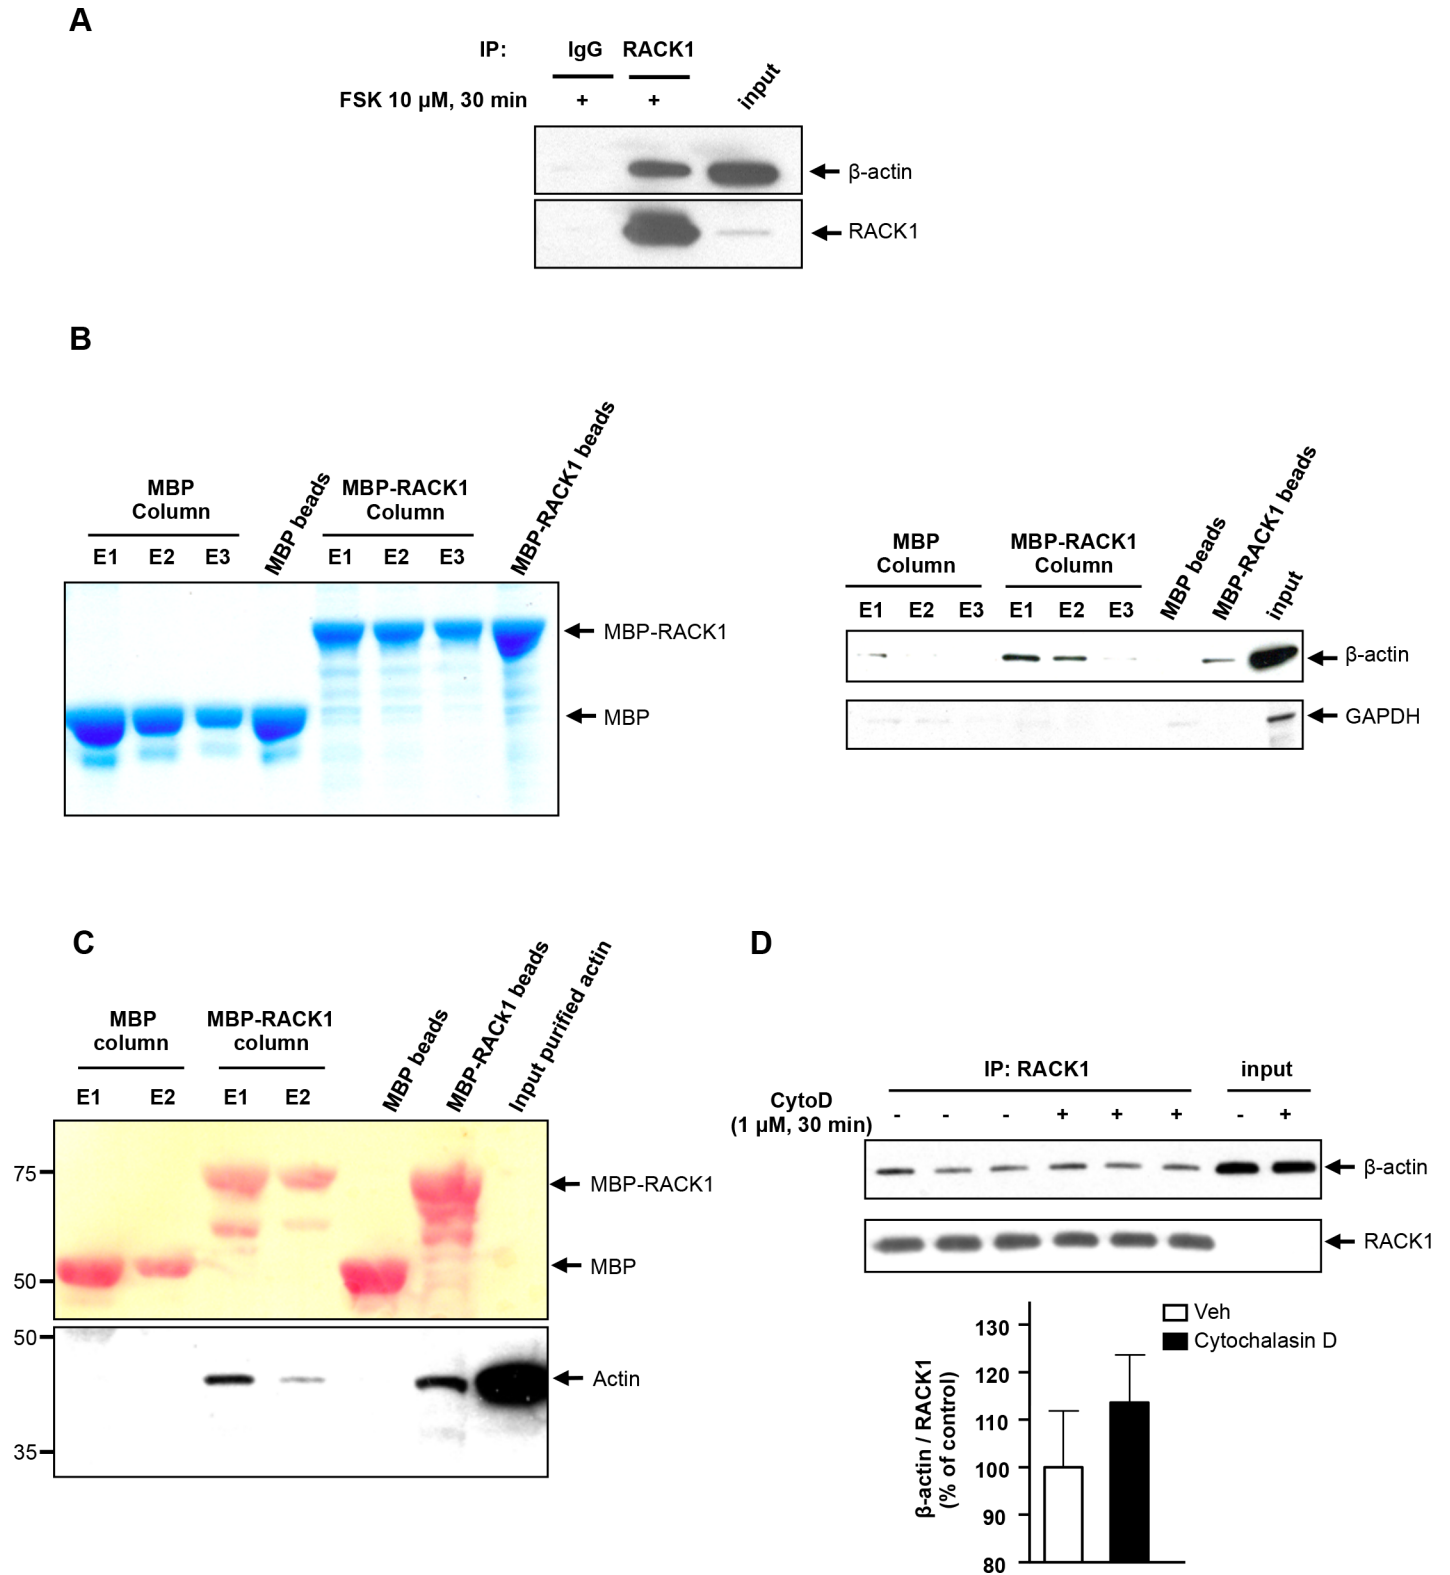 A
IP: IgG RACK1 input
FSK 10 µM, 30 min + +
β-actin
RACK1
B
MBP
Column
MBP beads
MBP-RACK1
Column
MBP-RACK1 beads
E1 E2 E3 E1 E2 E3
MBP-RACK1
MBP
MBP
Column
MBP-RACK1
Column
MBP beads
MBP-RACK1 beads
input
E1 E2 E3 E1 E2 E3
β-actin
GAPDH
C
MBP
column
MBP-RACK1
column
MBP beads
MBP-RACk1 beads
Input purified actin
E1 E2 E1 E2
75
MBP-RACK1
MBP
50
50
Actin
35
D
IP: RACK1 input
CytoD
(1 µM, 30 min)
- - - + + + - +
β-actin
RACK1
Veh
Cytochalasin D
β-actin / RACK1
(% of control)
130
120
110
100
90
80